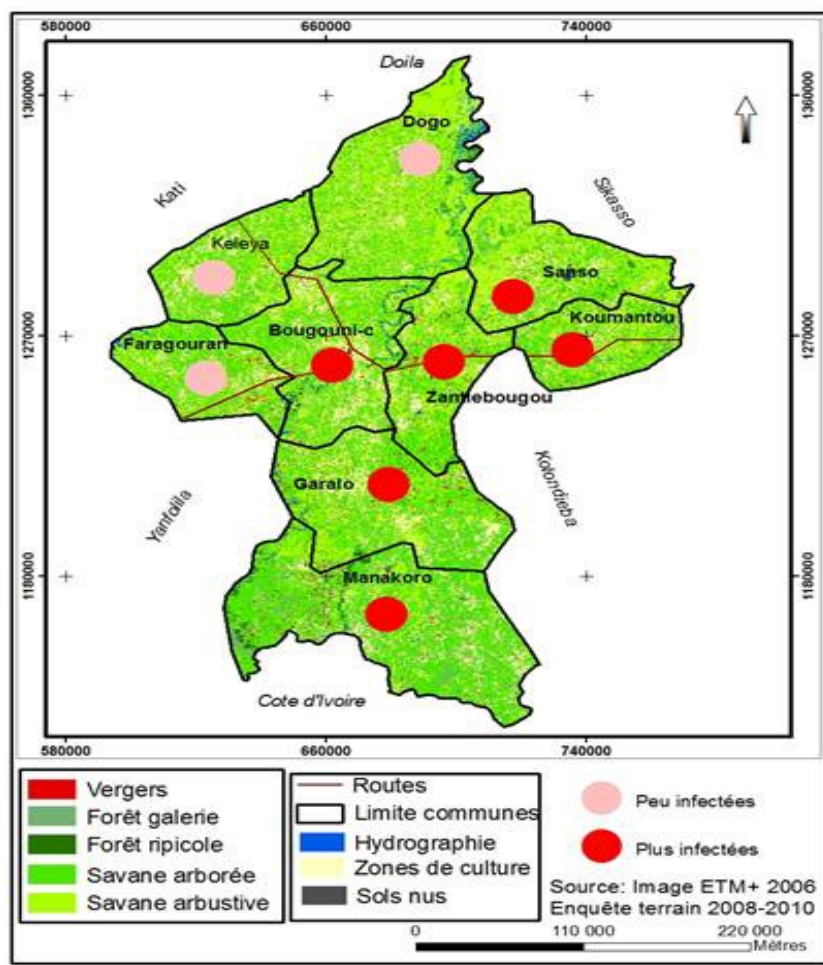 580000 660000 740000
Doila
1360000 1360000
Dogo
Kati
Sikasso
Keleya
Sanso
Bougouni-c
Koumantou
Faragouran
1270000 1270000
Zantiebougou
Garalo
Yanfolila
Kolondjeba
1180000 1180000
Manakoro
Cote d'Ivoire
580000 660000 740000
Vergers
Forêt galerie
Forêt ripicole
Savane arborée
Savane arbustive
Routes
Limite communes
Hydrographie
Zones de culture
Sols nus
Peu infectées
Plus infectées
Source: Image ETM+ 2006
Enquête terrain 2008-2010
0 110 000 220 000
Mètres